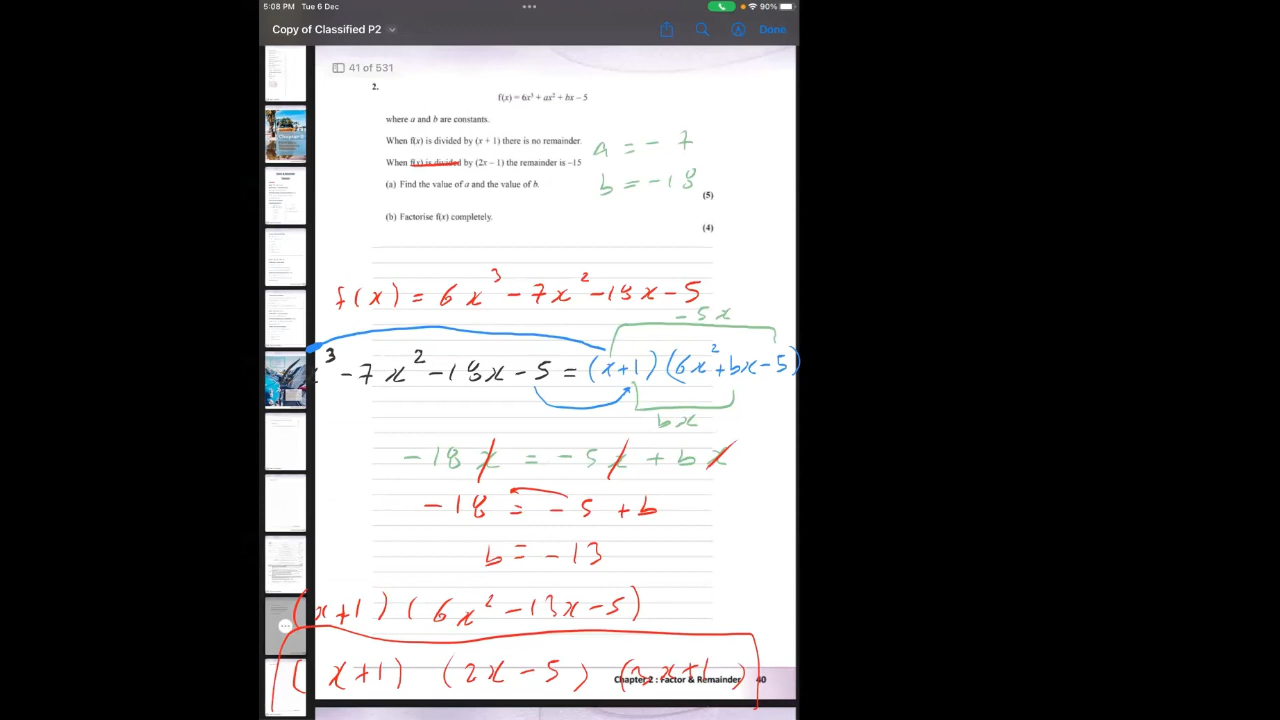 5:08 PM Tue 6 Dec
90%
Copy of Classified P2
Done
41 of 531
2.
f(x) = 6x³ + ax² + bx – 5
where a and b are constants.
When f(x) is divided by (x + 1) there is no remainder.
When f(x) is divided by (2x – 1) the remainder is –15
a = - 7
b = - 18
(a) Find the value of a and the value of b.
(5)
(b) Factorise f(x) completely.
(4)
f(x) = 6x³ - 7x² - 18x - 5
- 5x
x³ - 7x² - 18x - 5 = (x+1) (6x² + bx - 5)
bx
- 18x = - 5x + bx
- 18 = - 5 + b
b = - 13
(x+1) (6x² - 13x - 5)
(x+1) (2x - 5) (3x+1)
Chapter 2 : Factor & Remainder 40